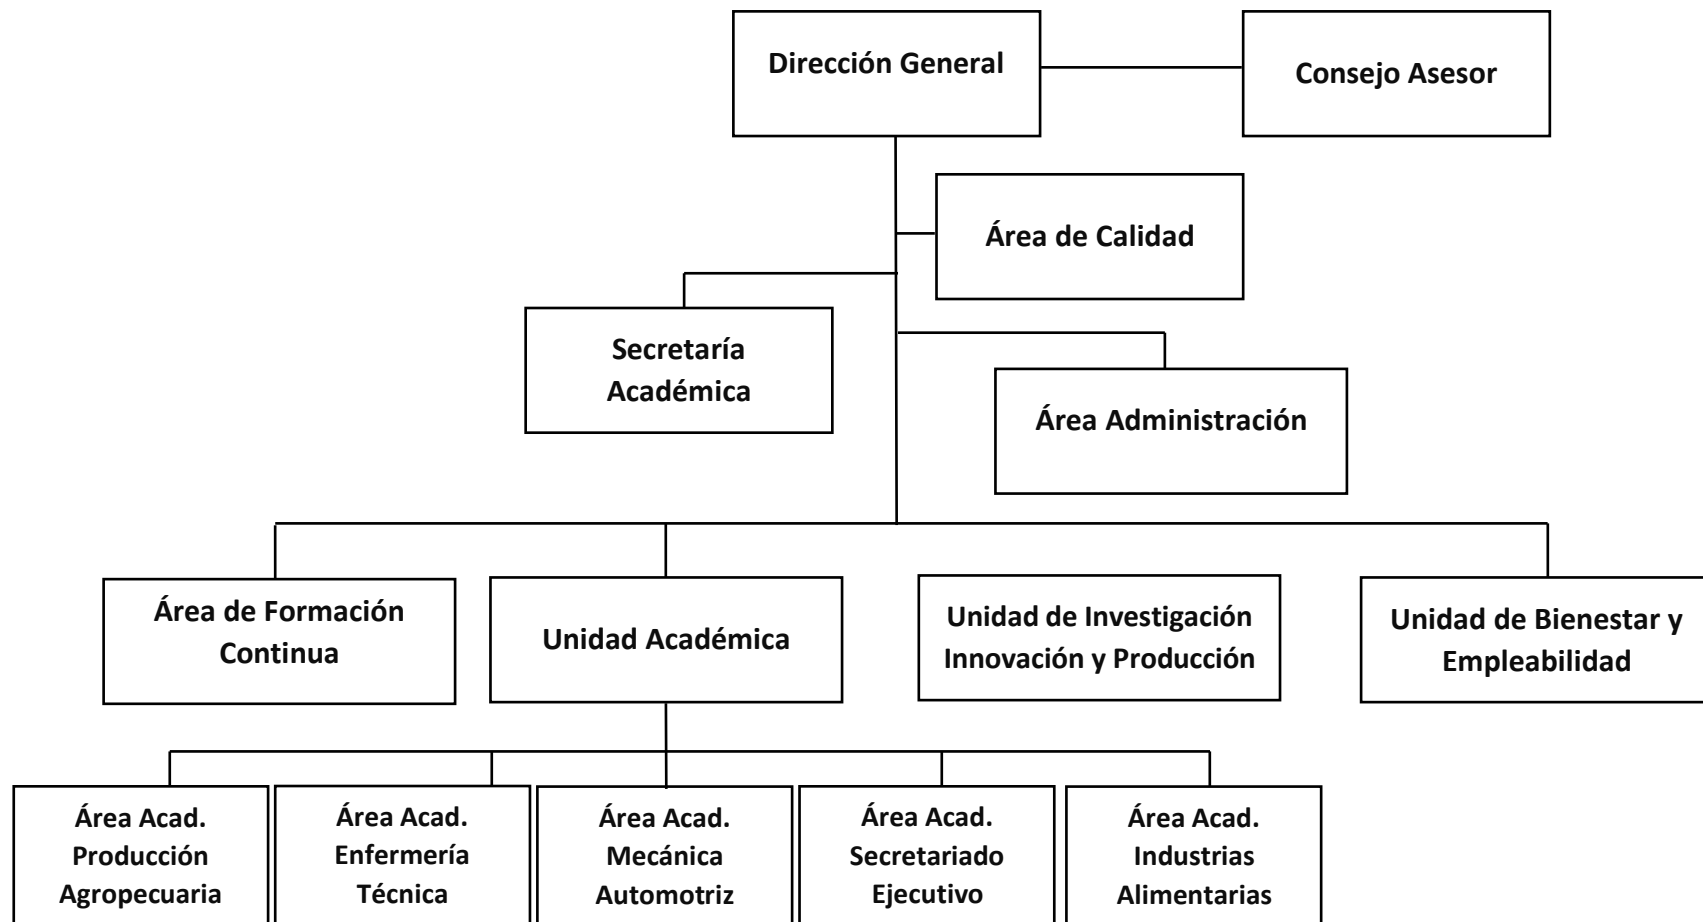 Dirección General
Consejo Asesor
Área de Calidad
Secretaría
Académica
Área Administración
Área de Formación
Continua
Unidad Académica
Unidad de Investigación
Innovación y Producción
Unidad de Bienestar y
Empleabilidad
Área Acad.
Producción
Agropecuaria
Área Acad.
Enfermería
Técnica
Área Acad.
Mecánica
Automotriz
Área Acad.
Secretariado
Ejecutivo
Área Acad.
Industrias
Alimentarias